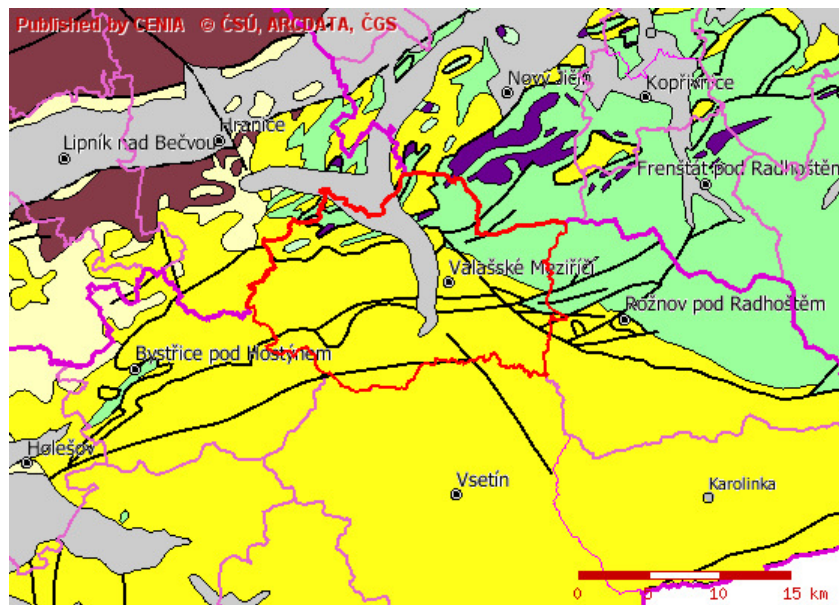 Published by CENIA © ČSÚ, ARCDATA, ČGS
Nový Jičín
Kopřivnice
Hranice
Lipník nad Bečvou
Frenštát pod Radhoštěm
Valašské Meziříčí
Rožnov pod Radhoštěm
Bystřice pod Hostýnem
Holešov
Vsetín
Karolinka
0 5 10 15 km